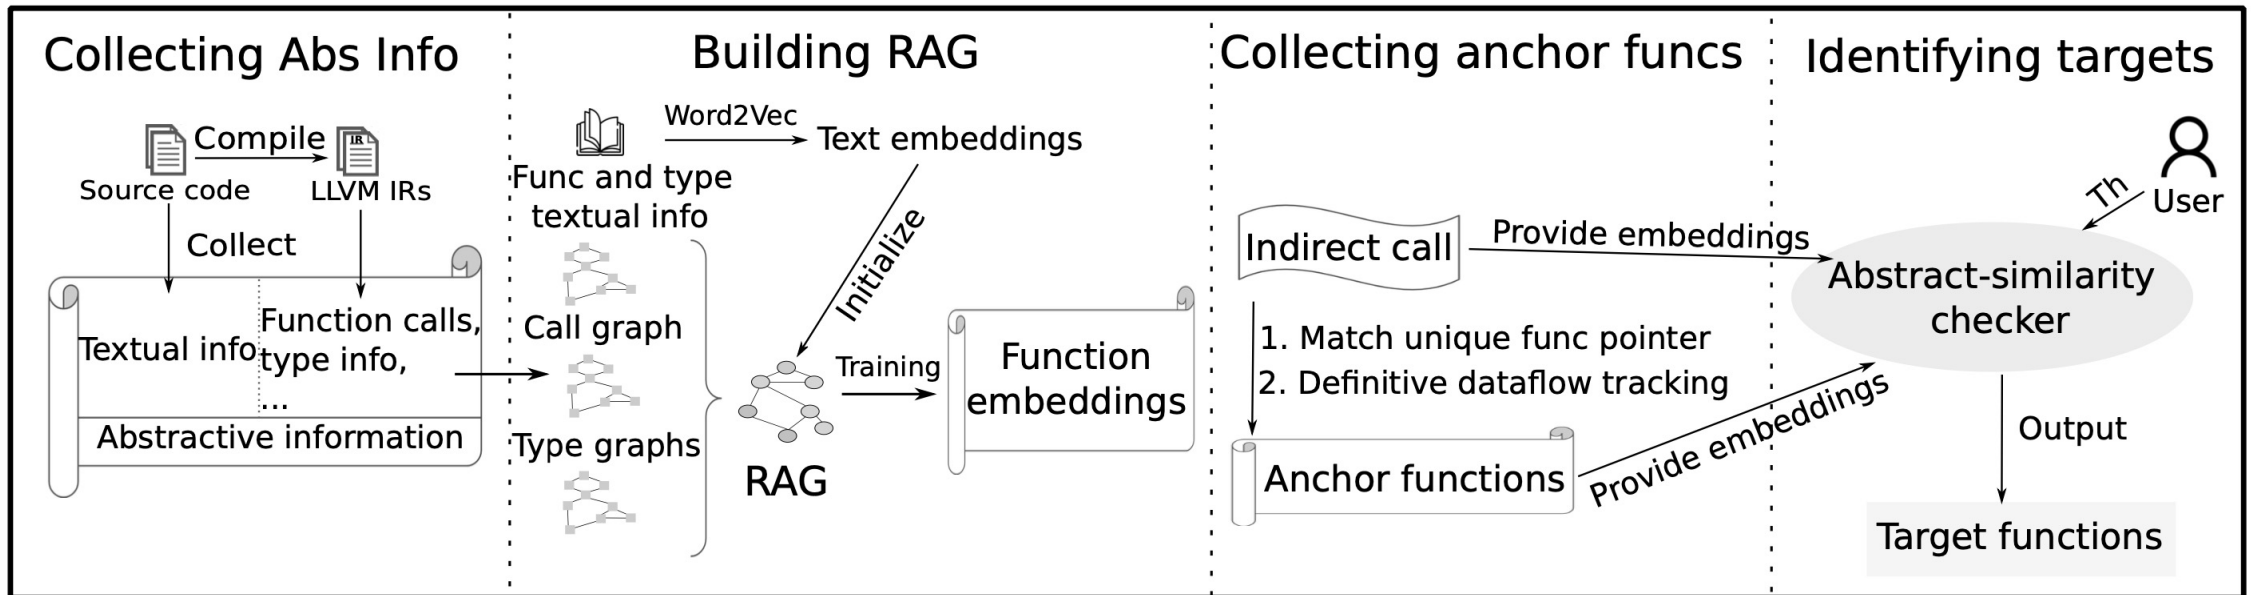 Collecting Abs Info
Compile
IR
Source code
LLVM IRs
Collect
Textual info
Function calls,
type info,
...
Abstractive information
Building RAG
Word2Vec
Text embeddings
Func and type
textual info
Initialize
Call graph
Type graphs
RAG
Training
Function
embeddings
Collecting anchor funcs
Indirect call
Provide embeddings
1. Match unique func pointer
2. Definitive dataflow tracking
Anchor functions
Provide embeddings
Identifying targets
Th
User
Abstract-similarity
checker
Output
Target functions